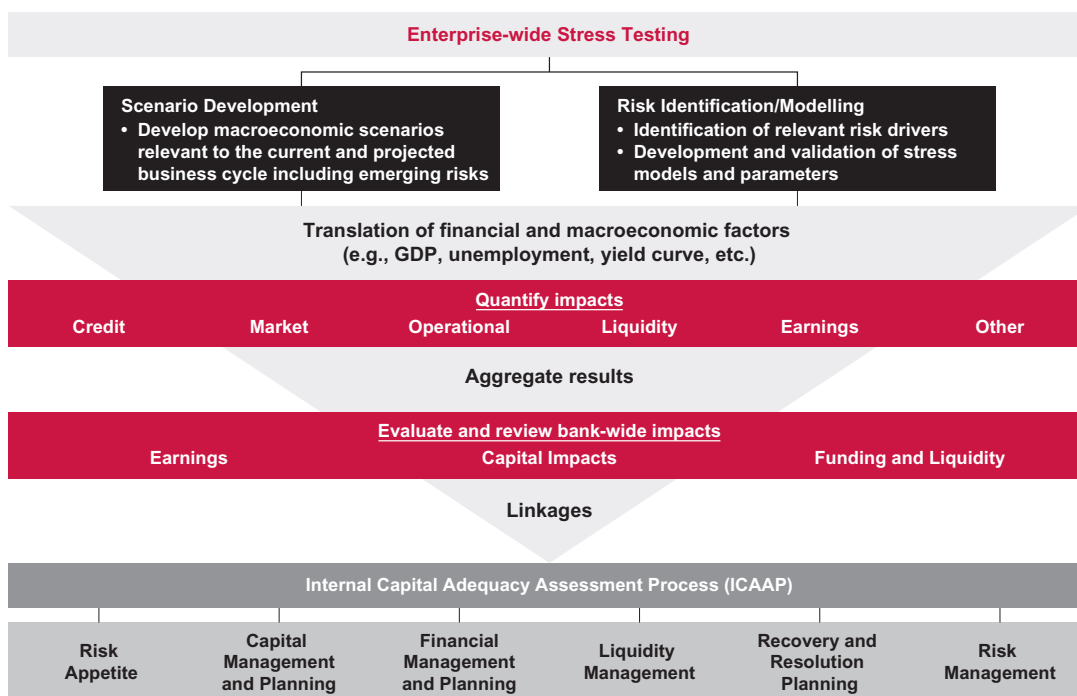 Enterprise-wide Stress Testing
Scenario Development
• Develop macroeconomic scenarios
relevant to the current and projected
business cycle including emerging risks
Risk Identification/Modelling
• Identification of relevant risk drivers
• Development and validation of stress
models and parameters
Translation of financial and macroeconomic factors
(e.g., GDP, unemployment, yield curve, etc.)
Quantify impacts
Credit Market Operational Liquidity Earnings Other
Aggregate results
Evaluate and review bank-wide impacts
Earnings Capital Impacts Funding and Liquidity
Linkages
Internal Capital Adequacy Assessment Process (ICAAP)
Risk
Appetite
Capital
Management
and Planning
Financial
Management
and Planning
Liquidity
Management
Recovery and
Resolution
Planning
Risk
Management